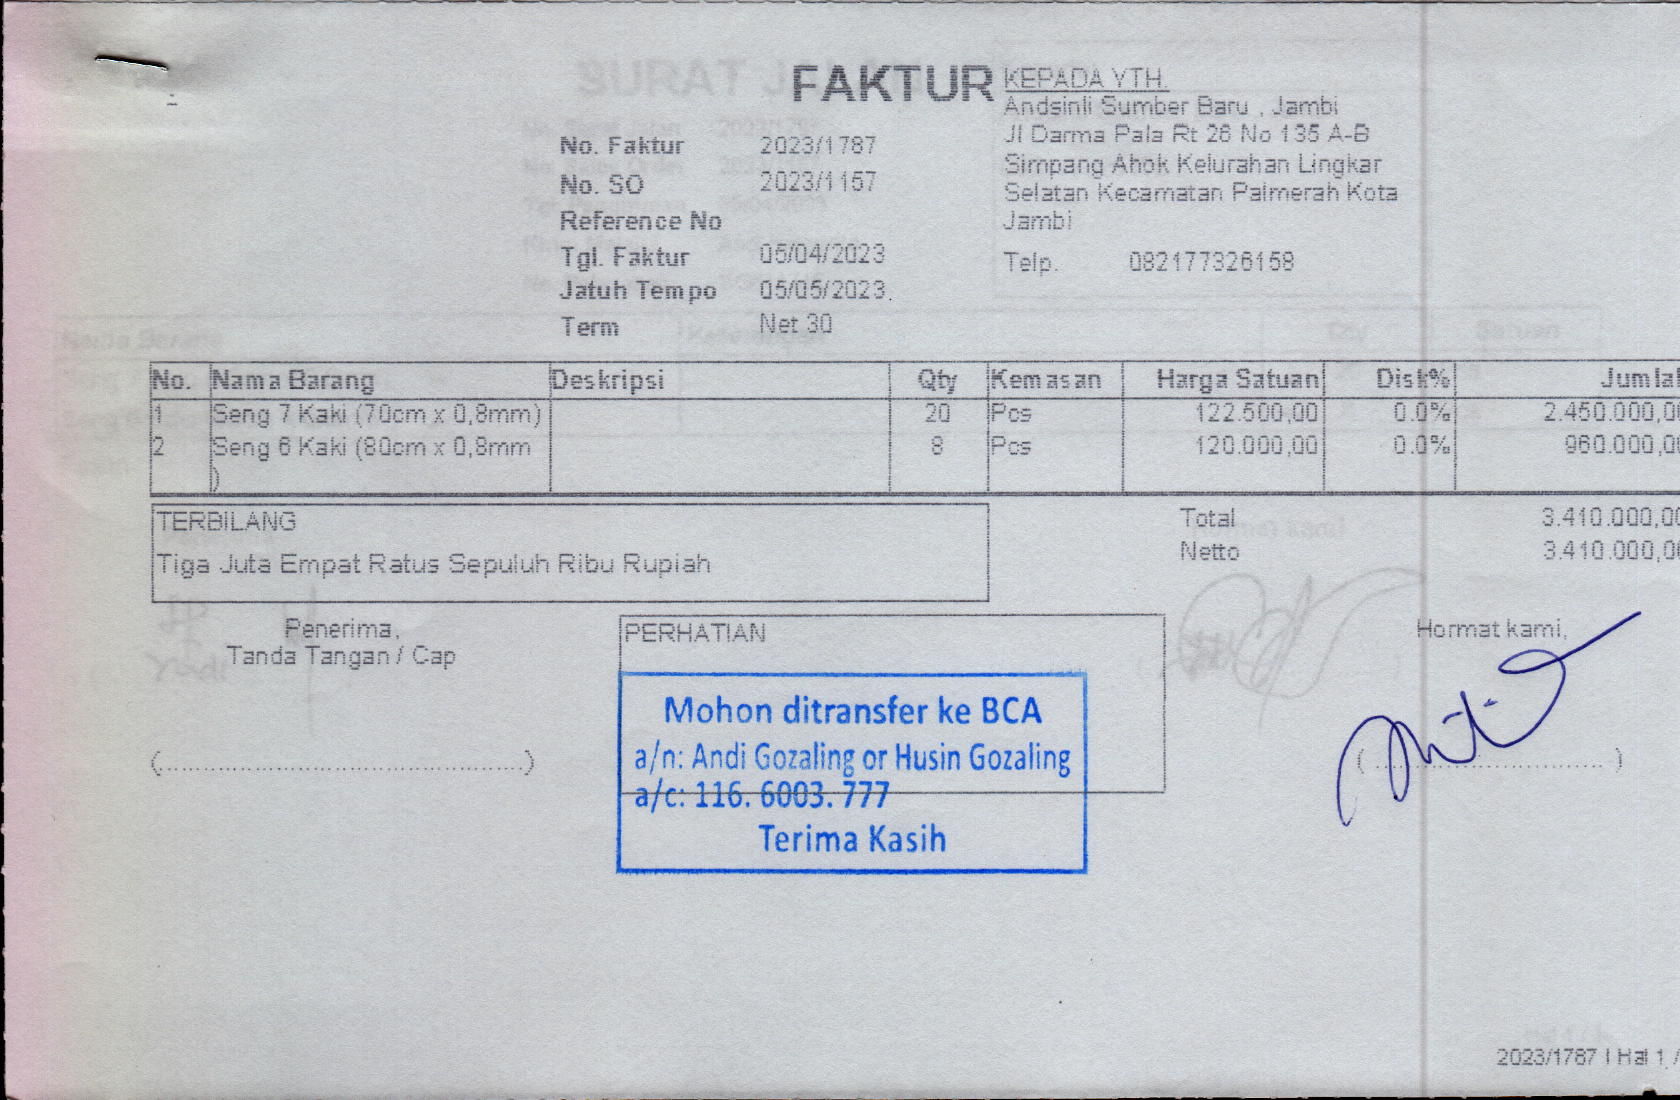 FAKTUR
KEPADA YTH.
Andsinli Sumber Baru , Jambi
Jl Darma Pala Rt 26 No 135 A-B
Simpang Ahok Kelurahan Lingkar
Selatan Kecamatan Palmerah Kota
Jambi
Telp. 082177326158
No. Faktur 2023/1787
No. SO 2023/1157
Reference No
Tgl. Faktur 05/04/2023
Jatuh Tempo 05/05/2023
Term Net 30
No. Nama Barang Deskripsi Qty Kemasan Harga Satuan Disk% Jumlah
1 Seng 7 Kaki (70cm x 0,8mm) 20 Pcs 122.500,00 0.0% 2.450.000,00
2 Seng 6 Kaki (80cm x 0,8mm 8 Pcs 120.000,00 0.0% 960.000,00
)
TERBILANG
Tiga Juta Empat Ratus Sepuluh Ribu Rupiah
Total 3.410.000,00
Netto 3.410.000,00
Penerima,
Tanda Tangan / Cap
PERHATIAN
Hormat kami,
Mohon ditransfer ke BCA
a/n: Andi Gozaling or Husin Gozaling
a/c: 116. 6003. 777
Terima Kasih
2023/1787 | Hal 1 /